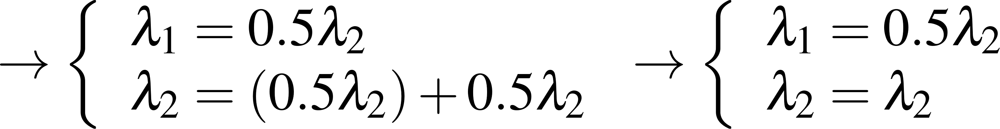 → { λ₁ = 0.5λ₂ → { λ₁ = 0.5λ₂
λ₂ = (0.5λ₂) + 0.5λ₂ λ₂ = λ₂